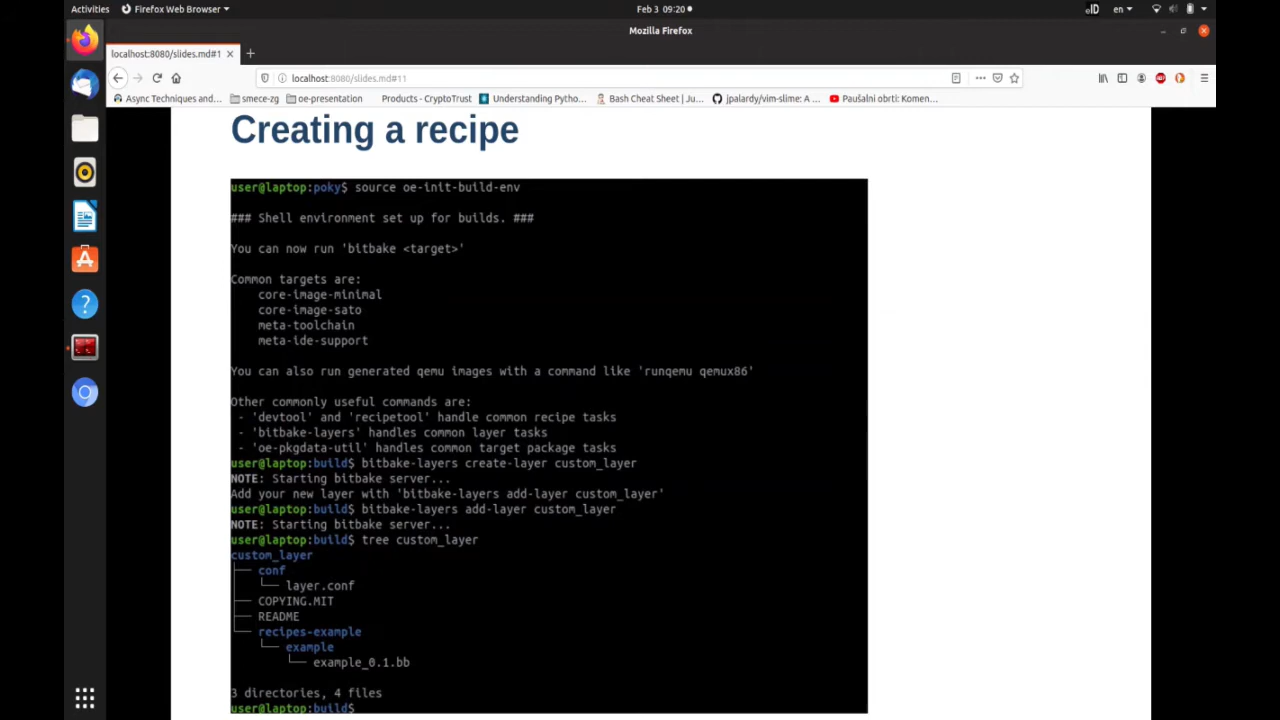 Activities
Firefox Web Browser
Feb 3 09:20
iD
en
Mozilla Firefox
localhost:8080/slides.md#1
localhost:8080/slides.md#11
Async Techniques and...
smece-zg
oe-presentation
Products - CryptoTrust
Understanding Pytho...
Bash Cheat Sheet | Ju...
jpalardy/vim-slime: A ...
Paušalni obrti: Komen...
Creating a recipe
user@laptop:poky$ source oe-init-build-env
### Shell environment set up for builds. ###
You can now run 'bitbake <target>'
Common targets are:
core-image-minimal
core-image-sato
meta-toolchain
meta-ide-support
You can also run generated qemu images with a command like 'runqemu qemux86'
Other commonly useful commands are:
- 'devtool' and 'recipetool' handle common recipe tasks
- 'bitbake-layers' handles common layer tasks
- 'oe-pkgdata-util' handles common target package tasks
user@laptop:build$ bitbake-layers create-layer custom_layer
NOTE: Starting bitbake server...
Add your new layer with 'bitbake-layers add-layer custom_layer'
user@laptop:build$ bitbake-layers add-layer custom_layer
NOTE: Starting bitbake server...
user@laptop:build$ tree custom_layer
custom_layer
├── conf
│   └── layer.conf
├── COPYING.MIT
├── README
└── recipes-example
    └── example
        └── example_0.1.bb
3 directories, 4 files
user@laptop:build$